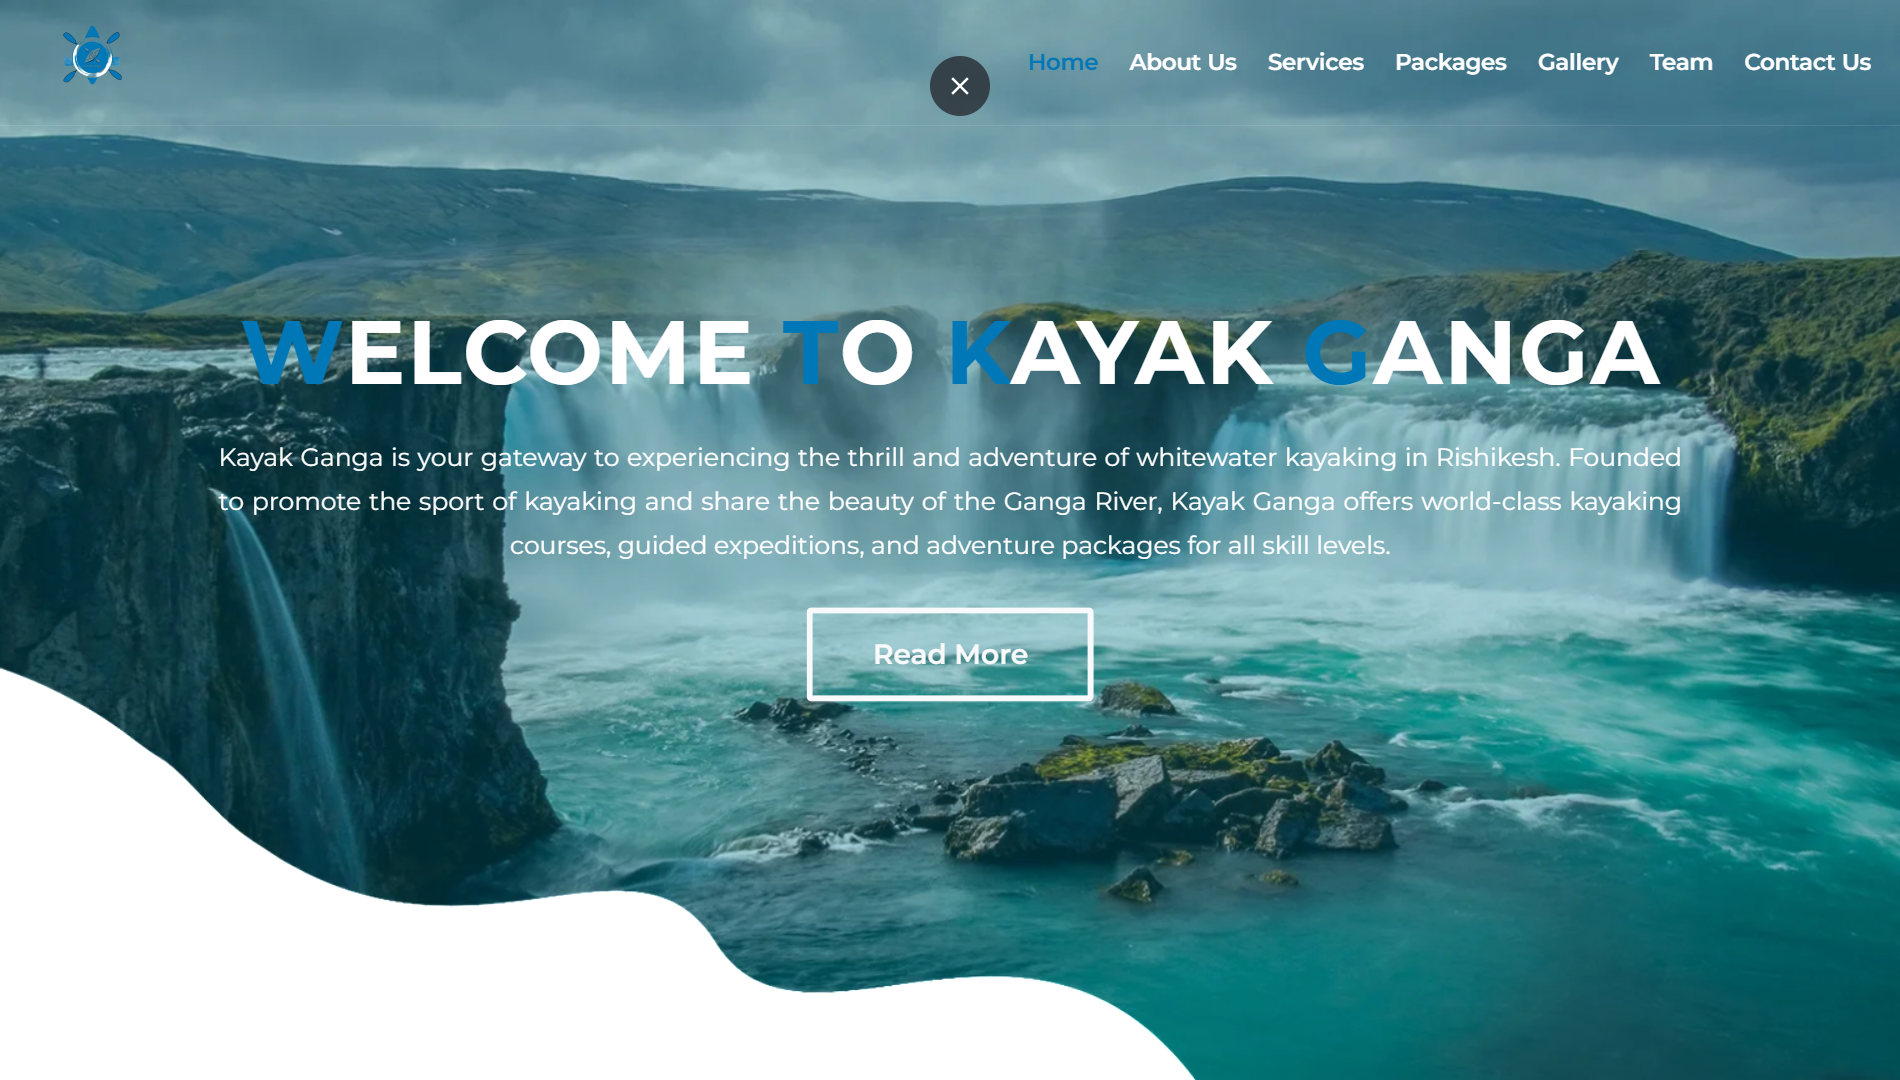 Home About Us Services Packages Gallery Team Contact Us
WELCOME TO KAYAK GANGA
Kayak Ganga is your gateway to experiencing the thrill and adventure of whitewater kayaking in Rishikesh. Founded
to promote the sport of kayaking and share the beauty of the Ganga River, Kayak Ganga offers world-class kayaking
courses, guided expeditions, and adventure packages for all skill levels.
Read More